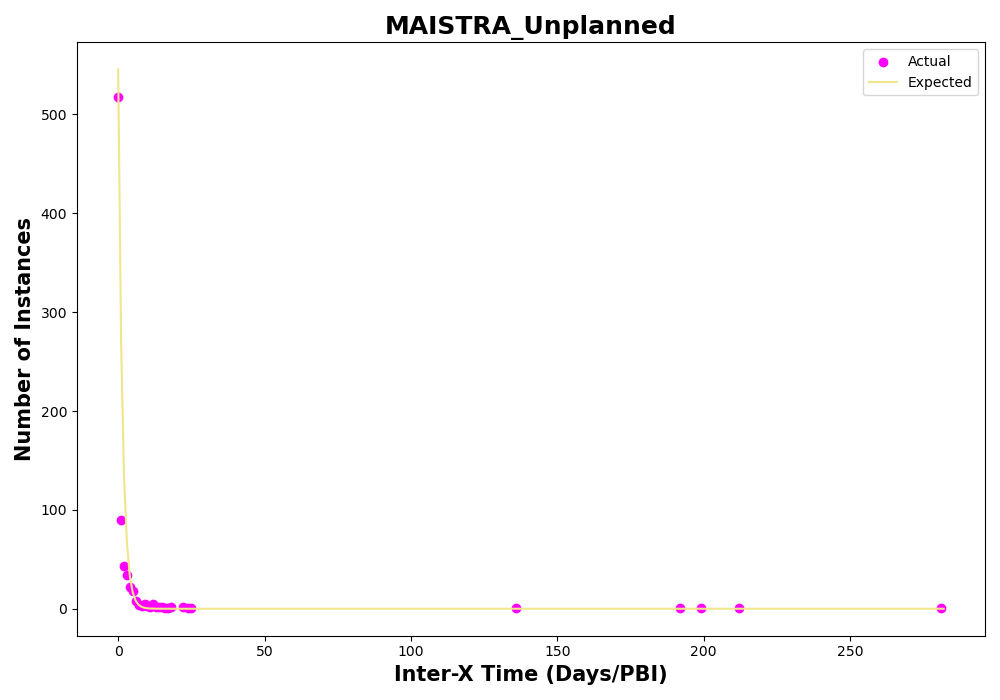 MAISTRA_Unplanned
Actual
Expected
Number of Instances
500
400
300
200
100
0
0
50
100
150
200
250
Inter-X Time (Days/PBI)